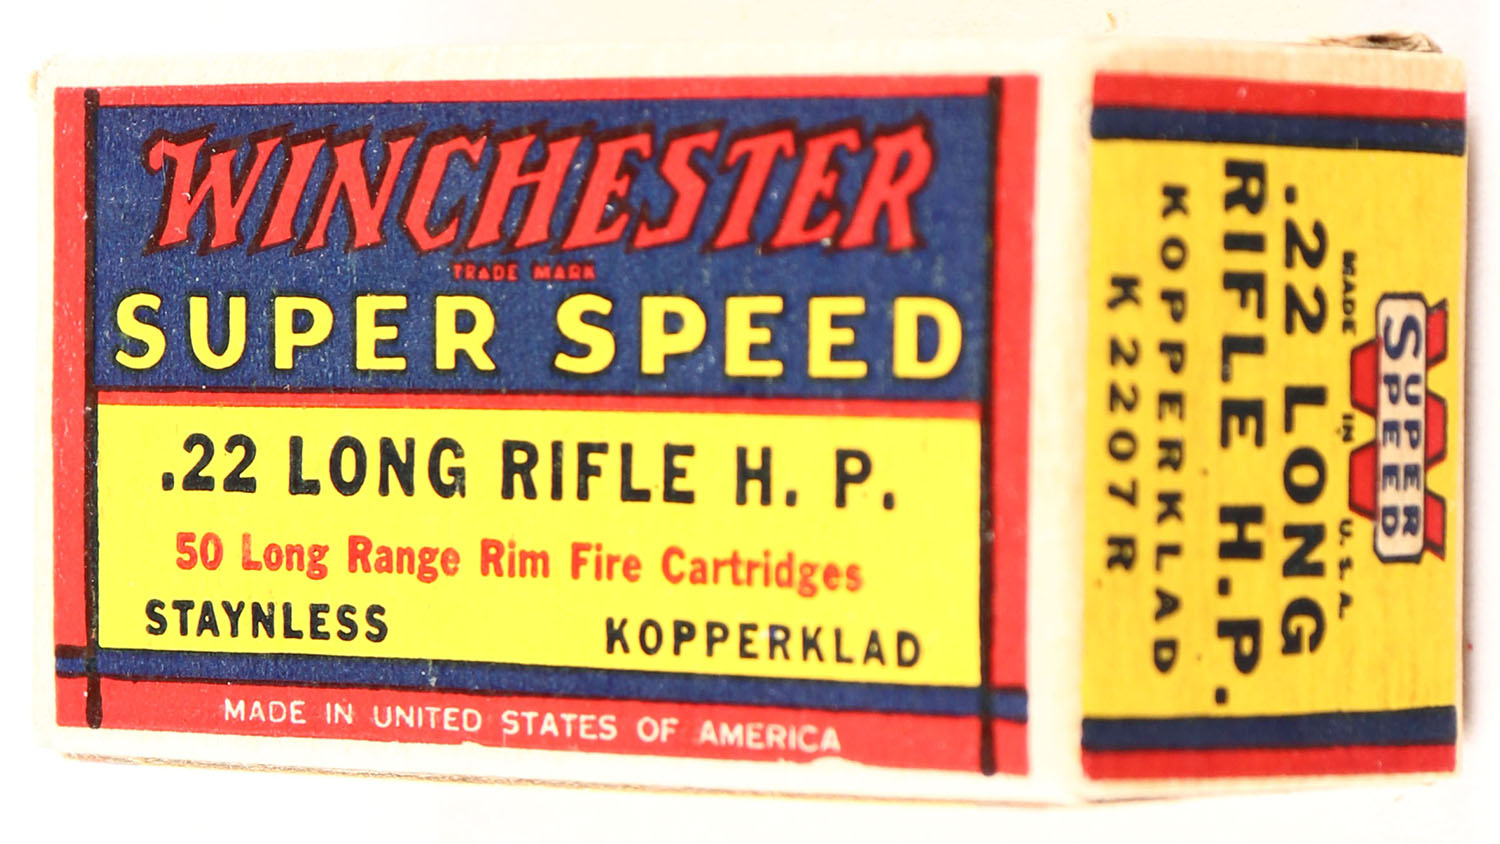 WINCHESTER
TRADE MARK
SUPER SPEED
.22 LONG RIFLE H. P.
50 Long Range Rim Fire Cartridges
STAYNLESS KOPPERKLAD
MADE IN UNITED STATES OF AMERICA
W
SUPER
SPEED
MADE IN U.S.A.
.22 LONG
RIFLE H.P.
KOPPERKLAD
K2207R